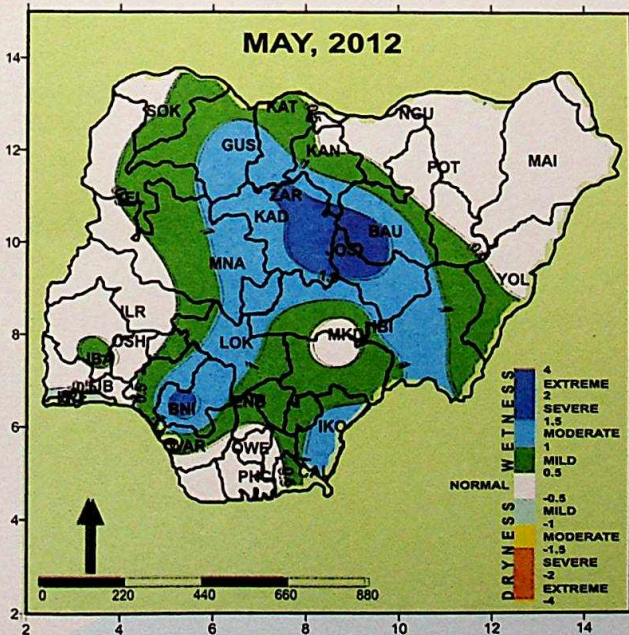 MAY, 2012
14
12
10
8
6
4
2
SOK
KAT
NGU
GUS
KAN
POT
MAI
YEL
ZAR
KAD
BAU
JOS
MNA
YOL
ILR
LOK
MKD
IBI
OSH
IBA
IJB
BNI
ENU
IKO
WAR
OWE
PHC
CAL
WETNESS
4
EXTREME
2
SEVERE
1.5
MODERATE
1
MILD
0.5
NORMAL
-0.5
DRYNESS
MILD
-1
MODERATE
-1.5
SEVERE
-2
EXTREME
-4
0 220 440 660 880
2 4 6 8 10 12 14